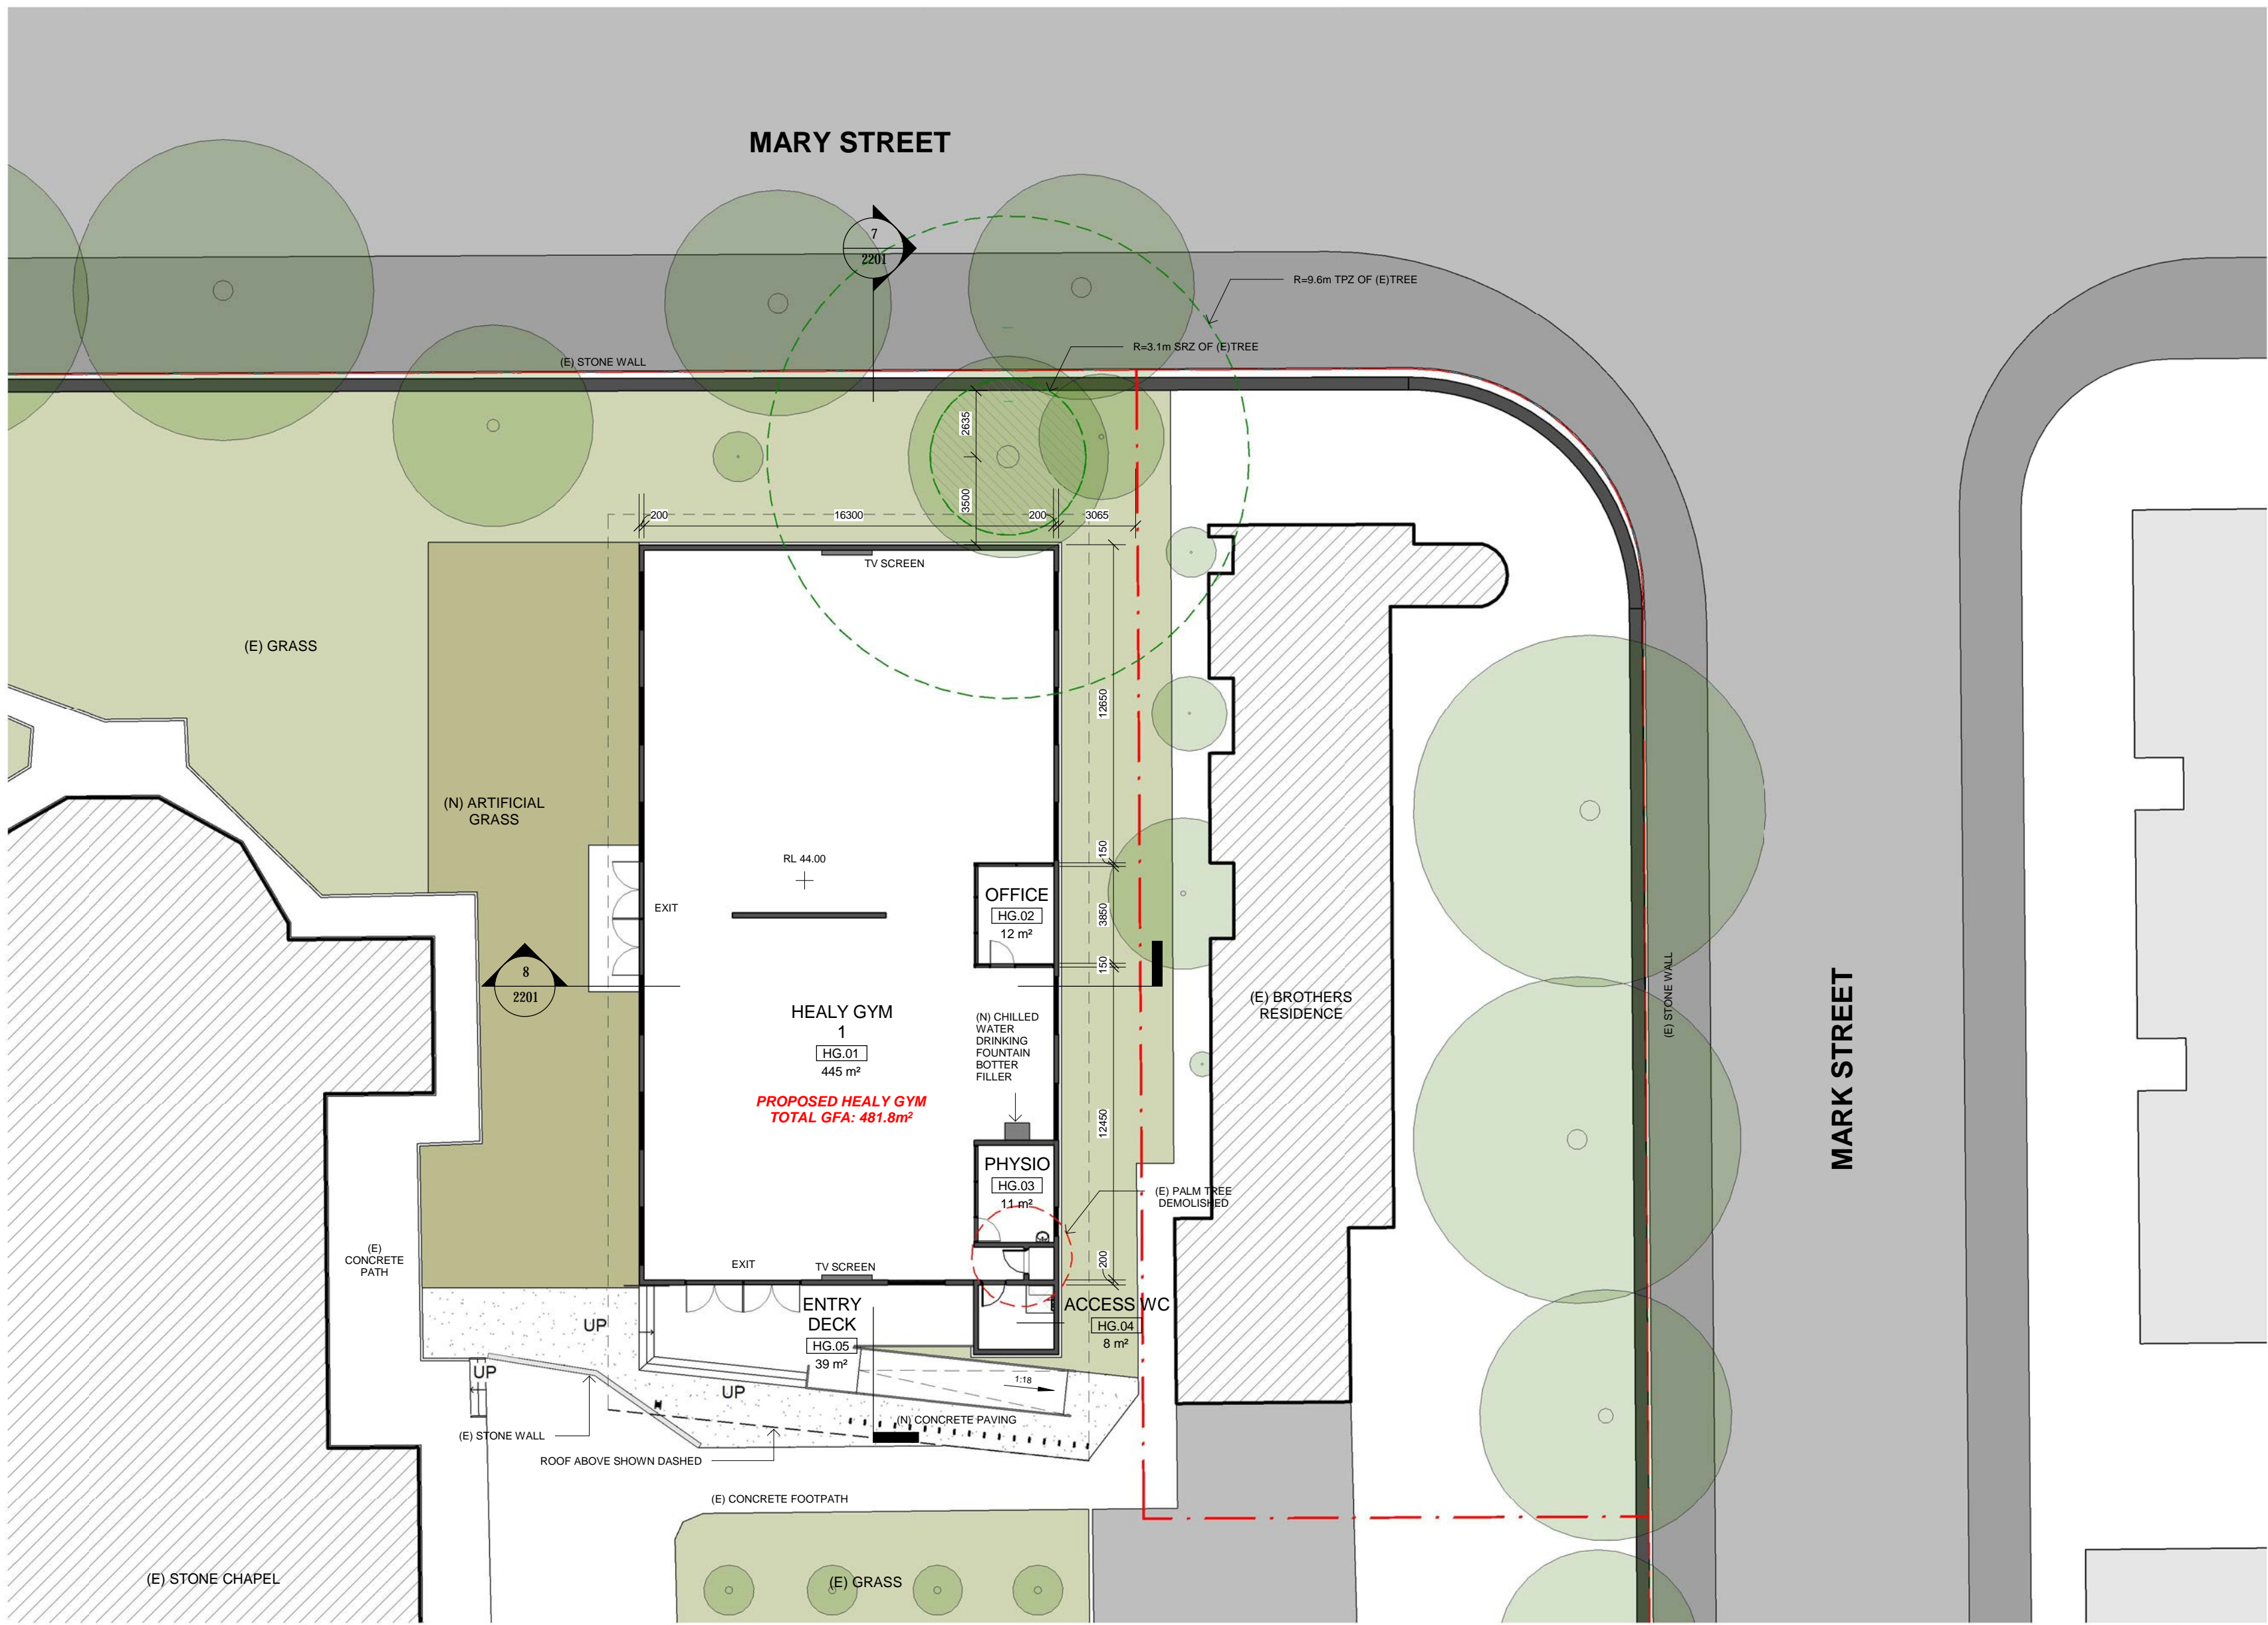 MARY STREET
7
2201
R=9.6m TPZ OF (E)TREE
R=3.1m SRZ OF (E)TREE
(E) STONE WALL
2635
3500
200
16300
200
3065
TV SCREEN
(E) GRASS
12650
(N) ARTIFICIAL
GRASS
RL 44.00
150
OFFICE
HG.02
12 m²
EXIT
3850
150
8
2201
(E) BROTHERS
RESIDENCE
(E) STONE WALL
MARK STREET
HEALY GYM
1
HG.01
445 m²
(N) CHILLED
WATER
DRINKING
FOUNTAIN
BOTTER
FILLER
PROPOSED HEALY GYM
TOTAL GFA: 481.8m²
12450
PHYSIO
HG.03
11 m²
(E) PALM TREE
DEMOLISHED
(E)
CONCRETE
PATH
EXIT
TV SCREEN
200
ENTRY
DECK
HG.05
39 m²
ACCESS WC
HG.04
8 m²
UP
UP
UP
1:18
(N) CONCRETE PAVING
(E) STONE WALL
ROOF ABOVE SHOWN DASHED
(E) CONCRETE FOOTPATH
(E) STONE CHAPEL
(E) GRASS